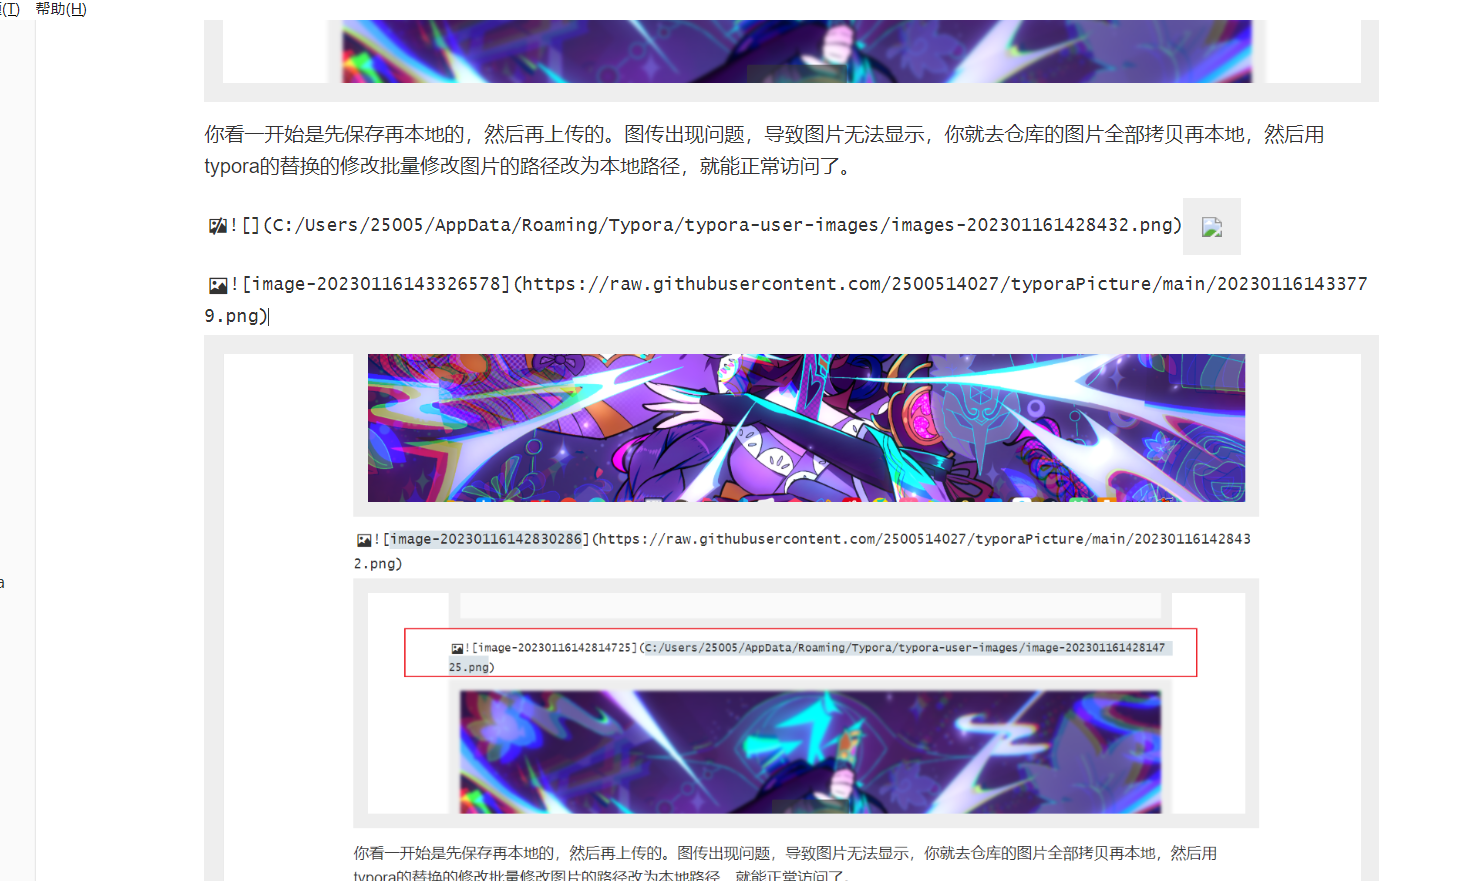 (T) 帮助(H)
你看一开始是先保存再本地的，然后再上传的。图传出现问题，导致图片无法显示，你就去仓库的图片全部拷贝再本地，然后用
typora的替换的修改批量修改图片的路径改为本地路径，就能正常访问了。
![](C:/Users/25005/AppData/Roaming/Typora/typora-user-images/images-202301161428432.png)
![image-20230116143326578](https://raw.githubusercontent.com/2500514027/typoraPicture/main/20230116143377
9.png)
![image-20230116142830286](https://raw.githubusercontent.com/2500514027/typoraPicture/main/20230116142843
2.png)
![image-20230116142814725](C:/Users/25005/AppData/Roaming/Typora/typora-user-images/image-202301161428147
25.png)
a
你看一开始是先保存再本地的，然后再上传的。图传出现问题，导致图片无法显示，你就去仓库的图片全部拷贝再本地，然后用
typora的替换的修改批量修改图片的路径改为本地路径，就能正常访问了。